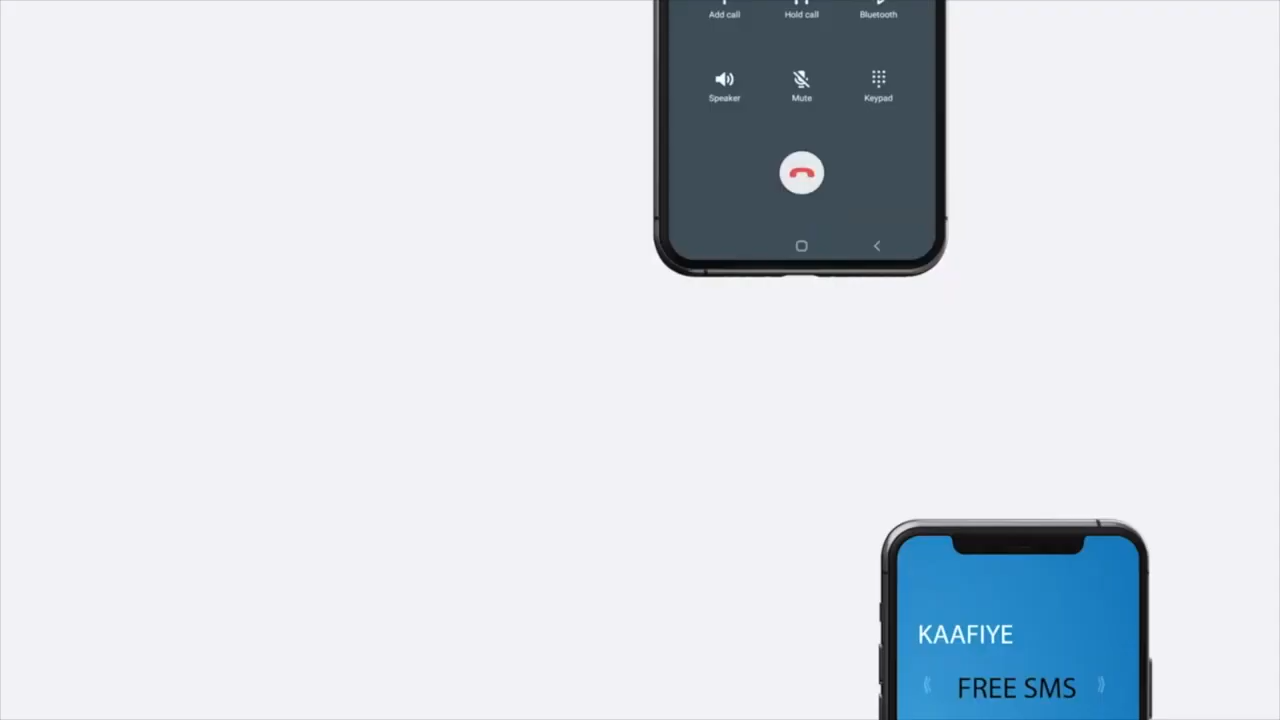 Add call Hold call Bluetooth
Speaker Mute Keypad
KAAFIYE
FREE SMS